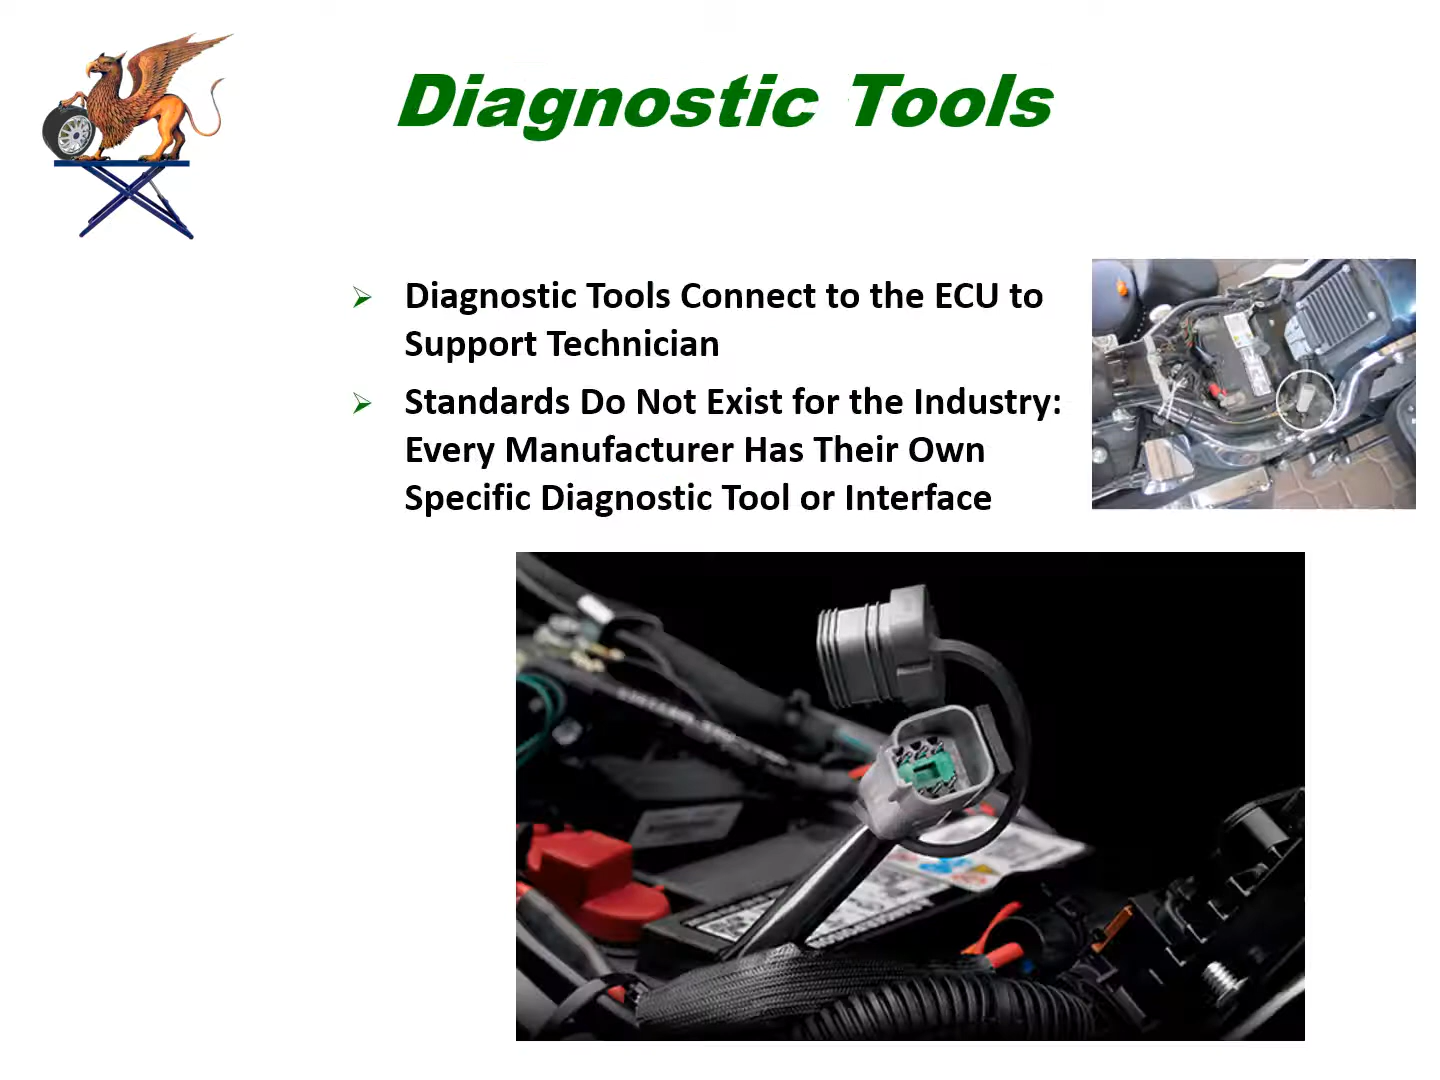 Diagnostic Tools
Diagnostic Tools Connect to the ECU to
Support Technician
Standards Do Not Exist for the Industry:
Every Manufacturer Has Their Own
Specific Diagnostic Tool or Interface